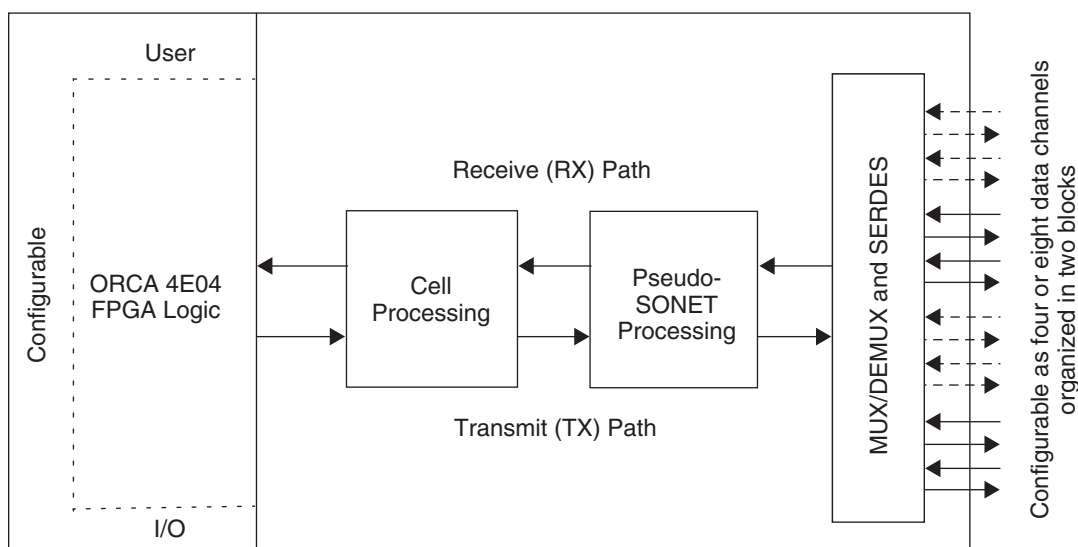 User
Configurable
ORCA 4E04
FPGA Logic
I/O
Receive (RX) Path
Cell
Processing
Pseudo-
SONET
Processing
Transmit (TX) Path
MUX/DEMUX and SERDES
Configurable as four or eight data channels
organized in two blocks